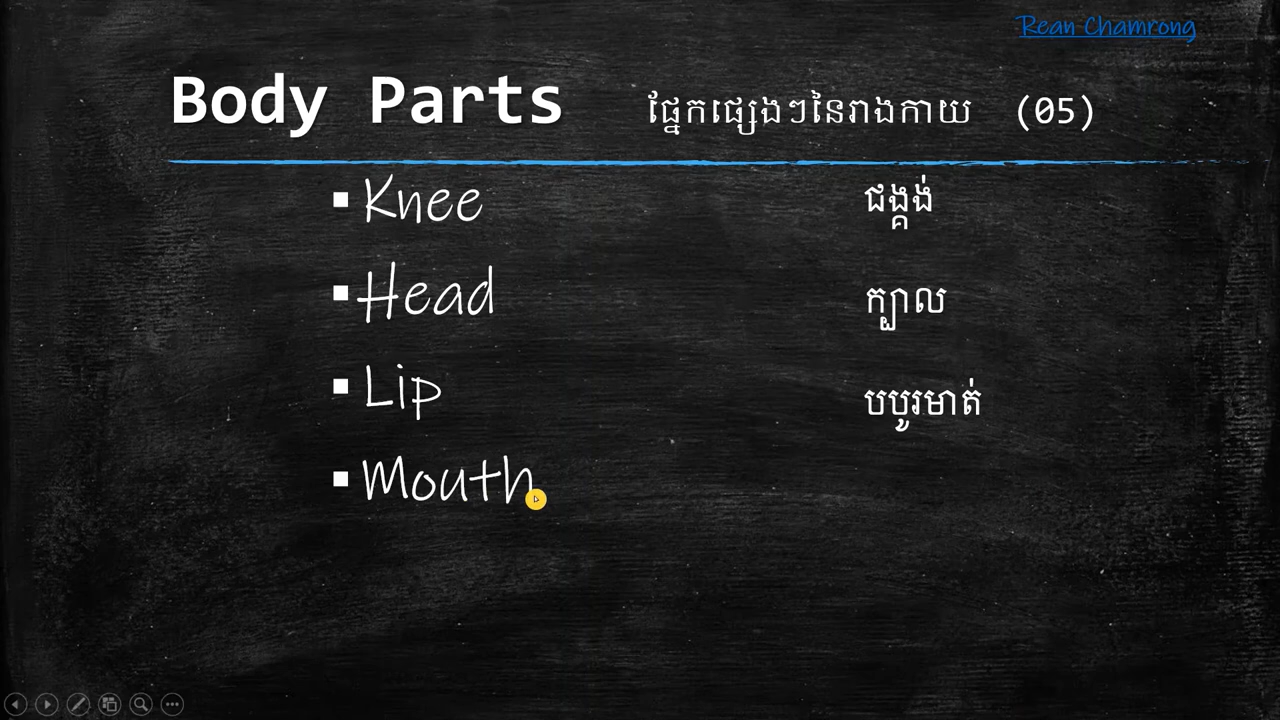 Rean Chamrong
Body Parts ផ្នែកផ្សេងៗនៃរាងកាយ (05)
Knee ជង្គង់
Head ក្បាល
Lip បបូរមាត់
Mouth